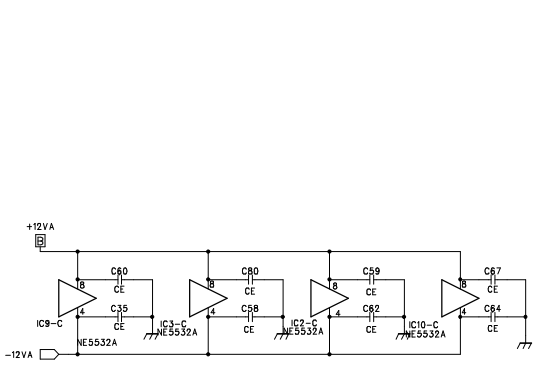 +12VA
B
C60
C80
C59
C67
8
8
8
8
CE
CE
CE
CE
C35
C58
C62
C64
4
4
4
4
IC9-C
IC3-C
IC2-C
IC10-C
CE
CE
CE
CE
NE5532A
NE5532A
NE5532A
NE5532A
-12VA